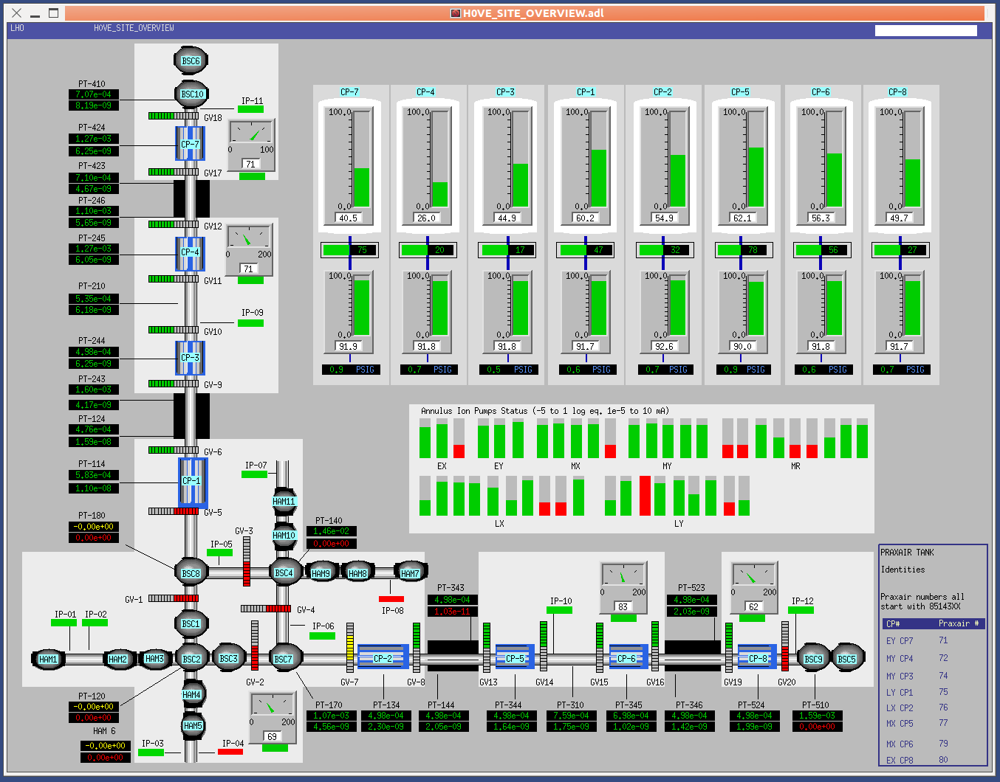 H0VE_SITE_OVERVIEW.adl
LHO H0VE_SITE_OVERVIEW
BSC6
PT-410
7.07e-04
8.19e-09
BSC10
IP-11
GV18
PT-424
1.27e-03
6.25e-09
CP-7
0 100
71
PT-423
7.10e-04
4.67e-09
GV17
PT-246
1.10e-03
5.65e-09
GV12
PT-245
1.27e-03
6.05e-09
CP-4
0 200
71
GV11
PT-210
5.35e-04
6.18e-09
IP-09
GV10
PT-244
4.98e-04
6.25e-09
CP-3
PT-243
1.60e-03
4.17e-09
GV-9
PT-124
4.76e-04
1.59e-08
GV-6
PT-114
5.83e-04
1.10e-08
CP-1
GV-5
PT-180
-0.00e+00
0.00e+00
CP-7 CP-4 CP-3 CP-1 CP-2 CP-5 CP-6 CP-8
100.0 100.0 100.0 100.0 100.0 100.0 100.0 100.0
0.0 0.0 0.0 0.0 0.0 0.0 0.0 0.0
40.5 26.0 44.9 60.2 54.9 62.1 56.3 49.7
75 20 17 47 32 78 56 27
100.0 100.0 100.0 100.0 100.0 100.0 100.0 100.0
0.0 0.0 0.0 0.0 0.0 0.0 0.0 0.0
91.9 91.8 91.8 91.7 92.6 90.0 91.8 91.7
0.9 PSIG 0.7 PSIG 0.5 PSIG 0.6 PSIG 0.7 PSIG 0.9 PSIG 0.6 PSIG 0.7 PSIG
Annulus Ion Pumps Status (-5 to 1 log eq. 1e-5 to 10 mA)
EX EY MX MY MR
LX LY
IP-07
HAM11
HAM10
PT-140
1.46e-02
0.00e+00
GV-3
IP-05
BSC8
BSC4
HAM9
HAM8
HAM7
IP-08
GV-1
GV-4
IP-01 IP-02
BSC1
IP-06
HAM1
HAM2
HAM3
BSC2
BSC3
BSC7
GV-2
GV-7
CP-2
GV-8
PT-343
4.98e-04
1.03e-11
GV13
CP-5
GV14
IP-10
0 200
83
GV15
CP-6
GV16
PT-523
4.98e-04
2.03e-09
0 200
62
IP-12
GV19
CP-8
GV20
BSC9
BSC5
PT-120
-0.00e+00
0.00e+00
HAM4
HAM5
HAM 6
-0.00e+00
0.00e+00
IP-03
IP-04
0 200
69
PT-170 PT-134 PT-144 PT-344 PT-310 PT-345 PT-346 PT-524 PT-510
1.07e-03 4.98e-04 4.98e-04 4.98e-04 7.59e-04 6.98e-04 4.98e-04 4.98e-04 1.59e-03
4.56e-09 2.30e-09 2.05e-09 1.64e-09 1.75e-09 1.02e-09 1.42e-09 1.99e-09 0.00e+00
PRAXAIR TANK
Identities
Praxair numbers all
start with 85143XX
CP# Praxair #
EY CP7 71
MY CP4 72
MY CP3 74
LY CP1 75
LX CP2 76
MX CP5 77
MX CP6 79
EX CP8 80